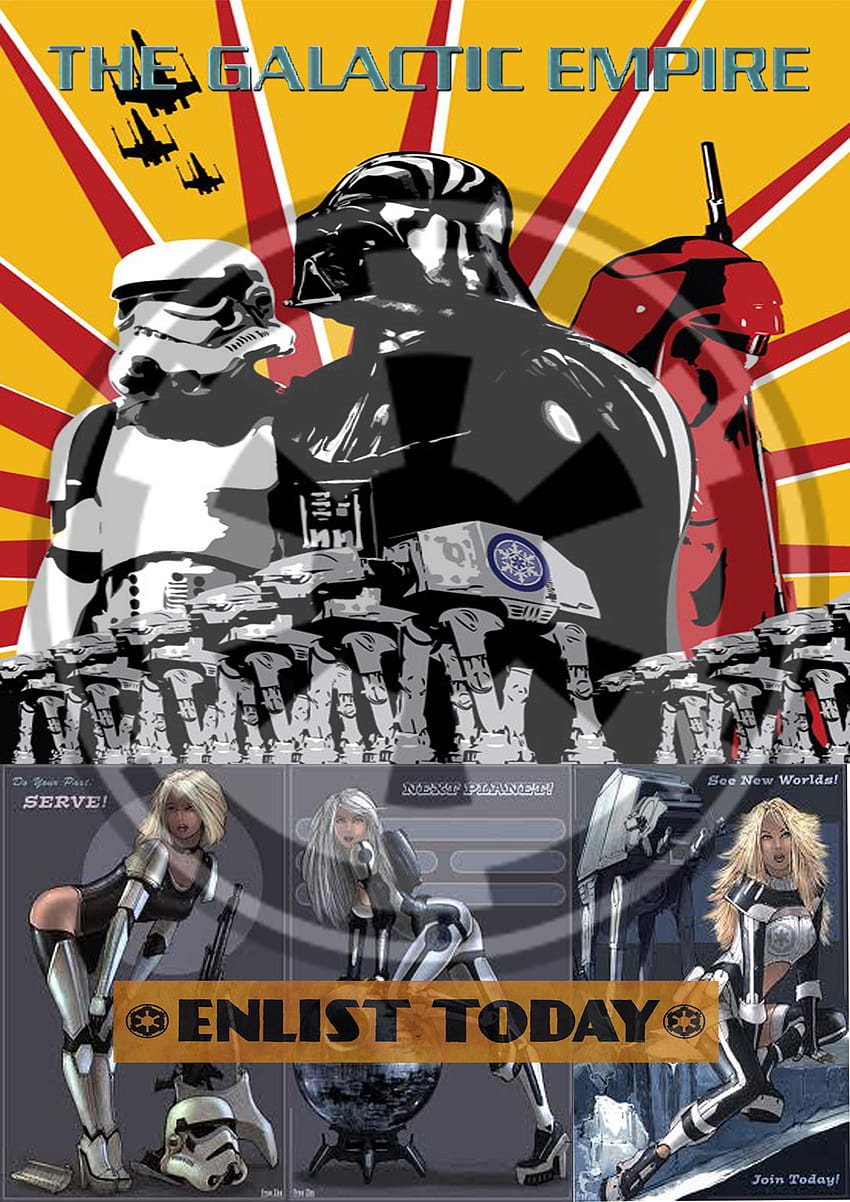 THE GALACTIC EMPIRE
Do Your Part.
SERVE!
NEXT PLANET!
See New Worlds!
ENLIST TODAY
Join Today!